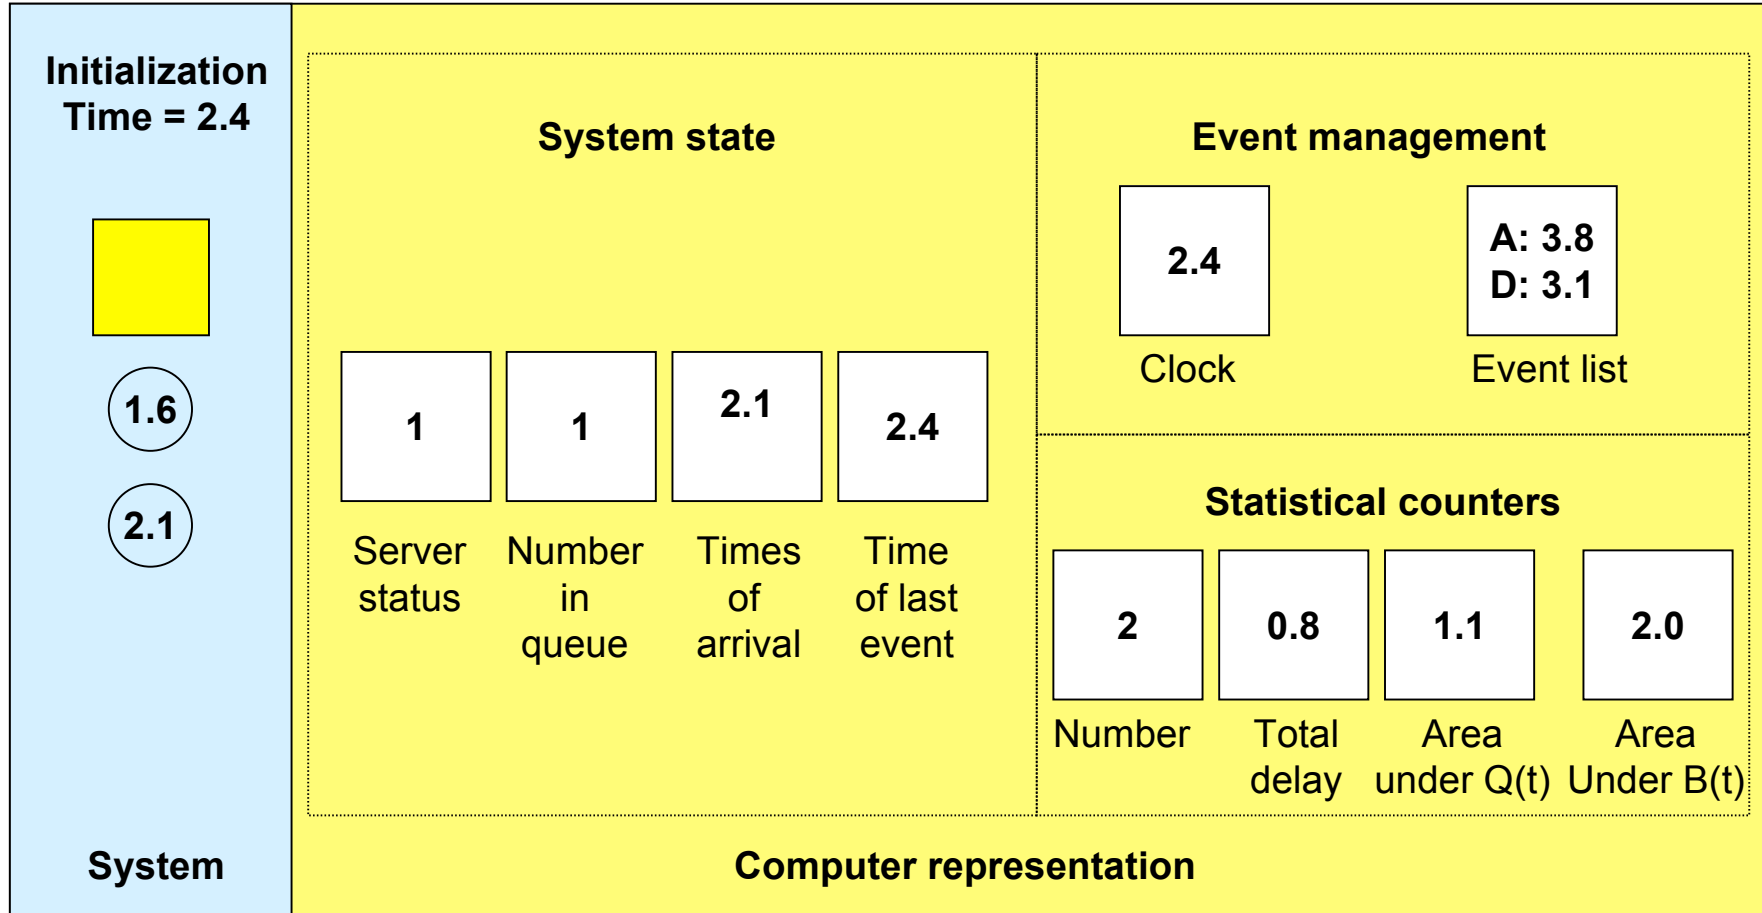 Initialization
Time = 2.4
1.6
2.1
System
System state
1
1
2.1
2.4
Server
status
Number
in
queue
Times
of
arrival
Time
of last
event
Event management
2.4
Clock
A: 3.8
D: 3.1
Event list
Statistical counters
2
0.8
1.1
2.0
Number
Total
delay
Area
under Q(t)
Area
Under B(t)
Computer representation